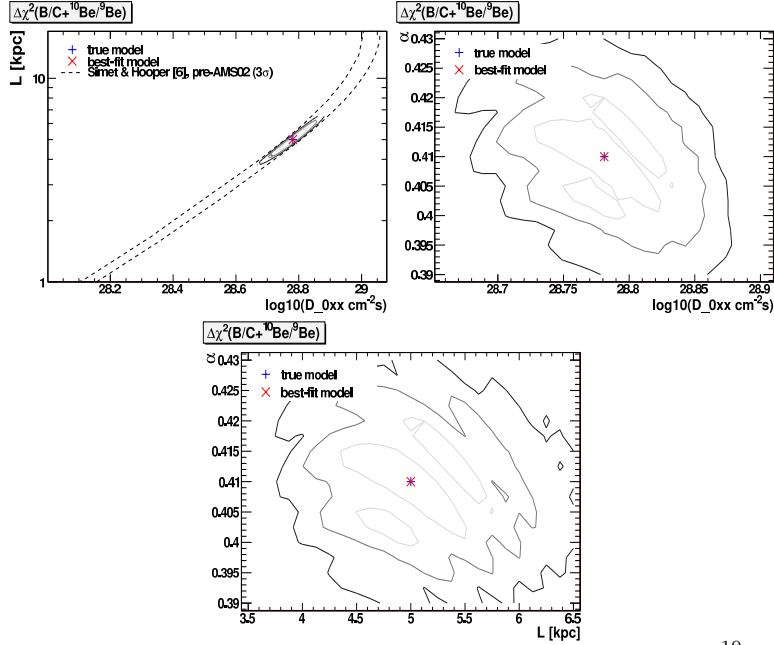 Δχ²(B/C+¹⁰Be/⁹Be)
L [kpc]
true model
best-fit model
Simet & Hooper [6], pre-AMS02 (3σ)
10
1
28.2 28.4 28.6 28.8 29
log10(D_0xx cm⁻²s)
Δχ²(B/C+¹⁰Be/⁹Be)
α
0.43
0.425
0.42
0.415
0.41
0.405
0.4
0.395
0.39
true model
best-fit model
28.7 28.75 28.8 28.85 28.9
log10(D_0xx cm⁻²s)
Δχ²(B/C+¹⁰Be/⁹Be)
α
0.43
0.425
0.42
0.415
0.41
0.405
0.4
0.395
0.39
true model
best-fit model
3.5 4 4.5 5 5.5 6 6.5
L [kpc]